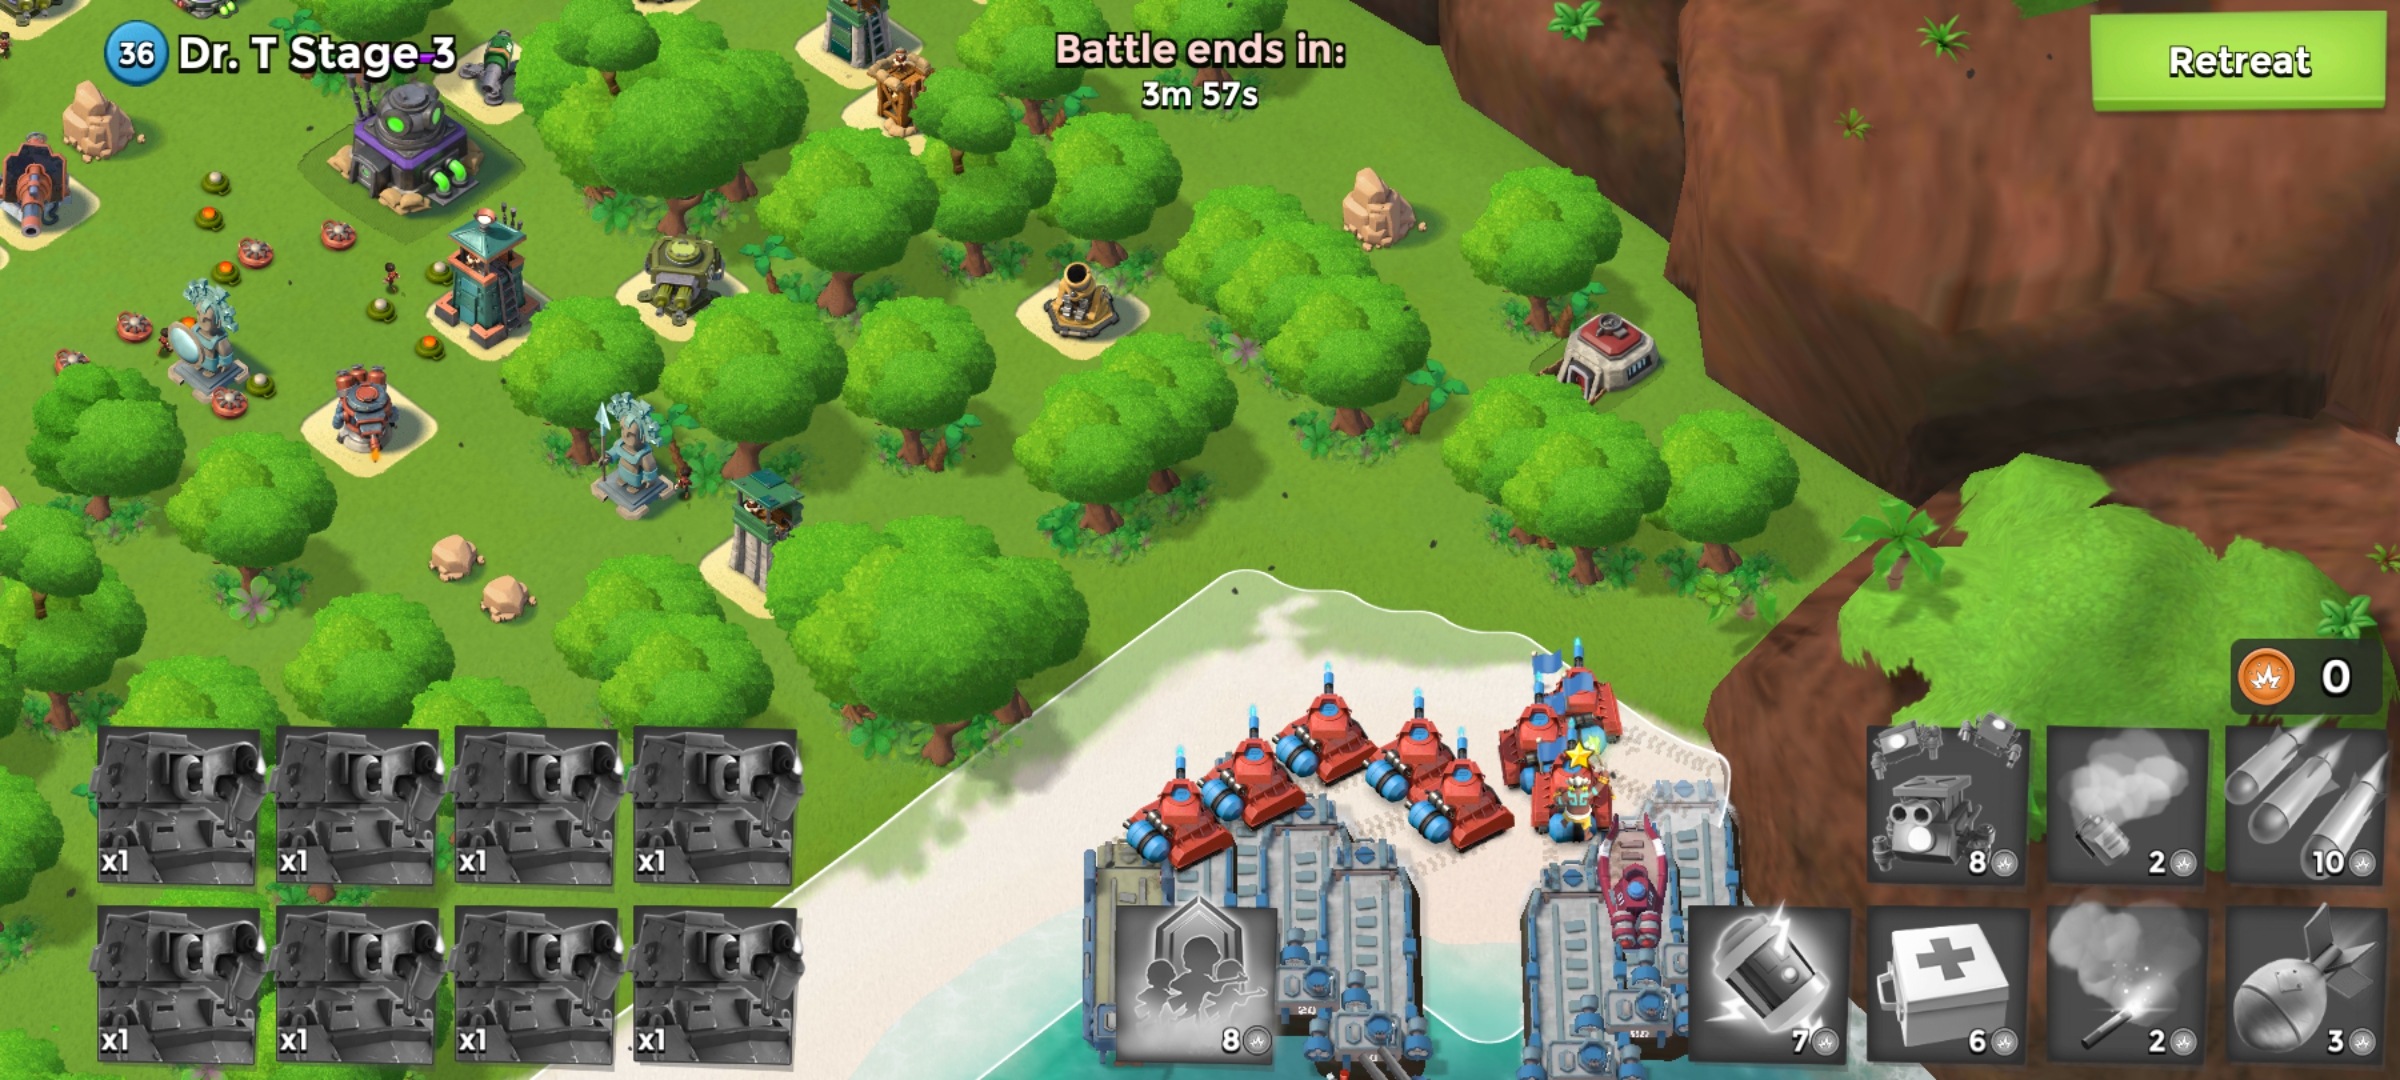 36 Dr. T Stage-3
Battle ends in:
3m 57s
Retreat
0
x1 x1 x1 x1
8 2 10
x1 x1 x1 x1
8 7 6 2 3